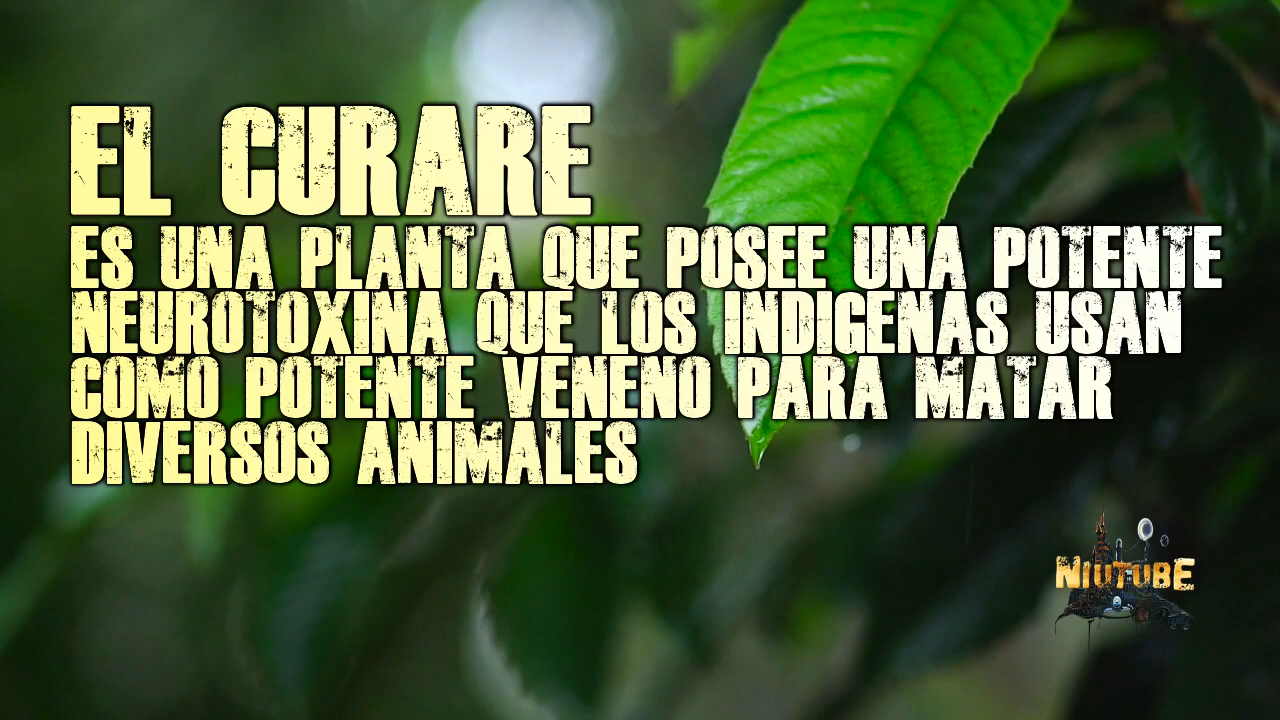 EL CURARE
ES UNA PLANTA QUE POSEE UNA POTENTE
NEUROTOXINA QUE LOS INDIGENAS USAN
COMO POTENTE VENENO PARA MATAR
DIVERSOS ANIMALES
NIUTUBE